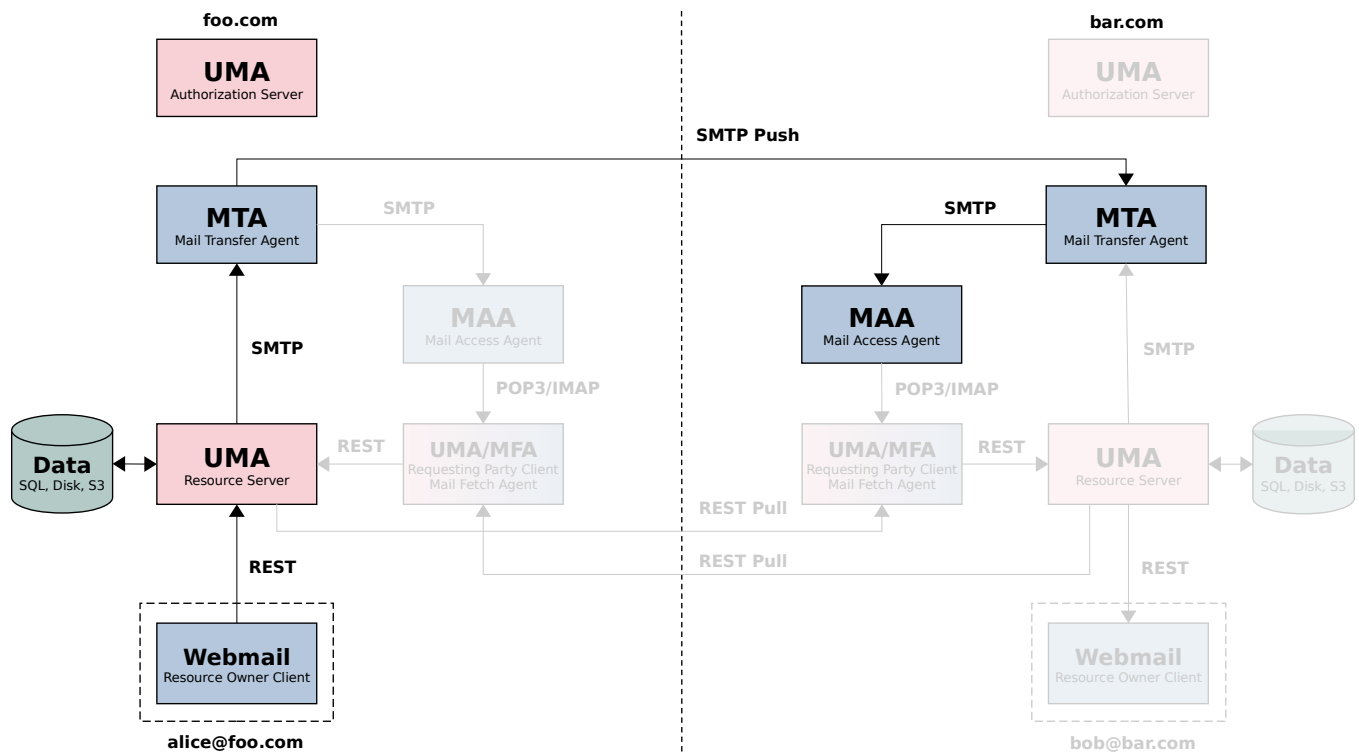 foo.com
bar.com
UMA
Authorization Server
UMA
Authorization Server
SMTP Push
MTA
Mail Transfer Agent
SMTP
SMTP
MTA
Mail Transfer Agent
MAA
Mail Access Agent
MAA
Mail Access Agent
SMTP
SMTP
POP3/IMAP
POP3/IMAP
Data
SQL, Disk, S3
UMA
Resource Server
REST
UMA/MFA
Requesting Party Client
Mail Fetch Agent
UMA/MFA
Requesting Party Client
Mail Fetch Agent
REST
UMA
Resource Server
Data
SQL, Disk, S3
REST Pull
REST Pull
REST
REST
Webmail
Resource Owner Client
Webmail
Resource Owner Client
alice@foo.com
bob@bar.com